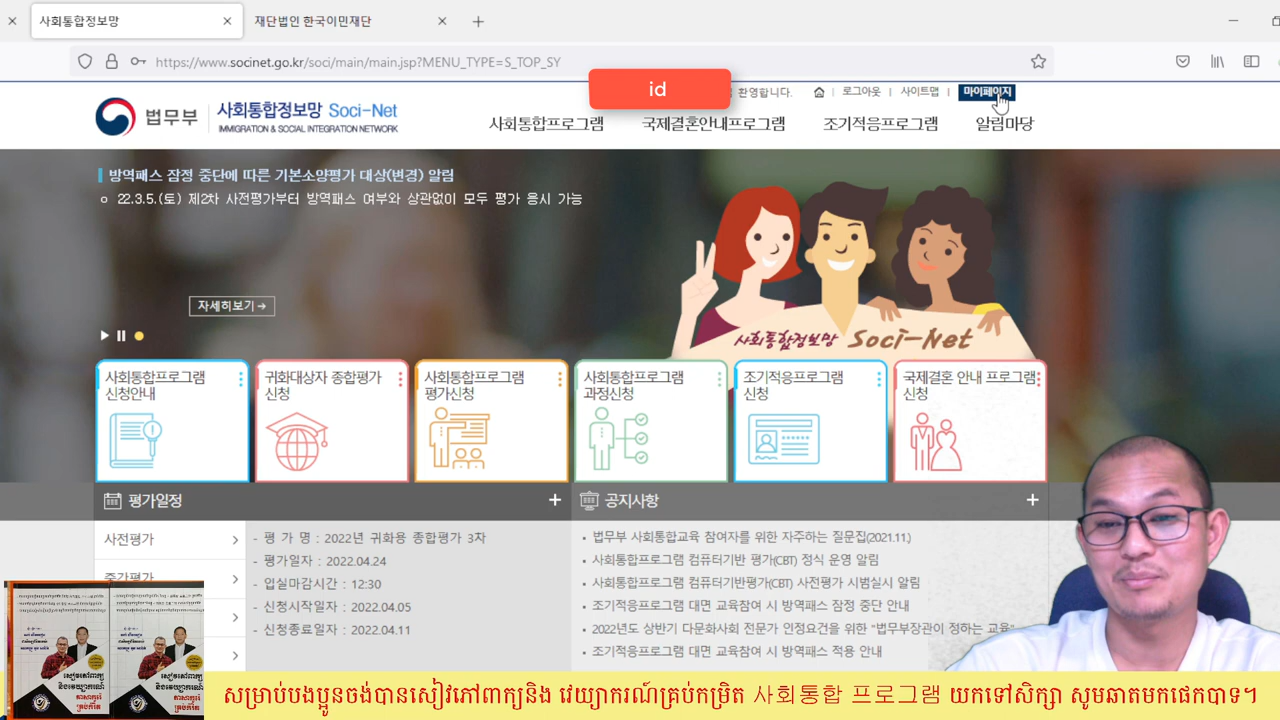 사회통합정보망
재단법인 한국이민재단
https://www.socinet.go.kr/soci/main/main.jsp?MENU_TYPE=S_TOP_SY
id
환영합니다.
로그아웃
사이트맵
마이페이지
법무부
사회통합정보망 Soci-Net
IMMIGRATION & SOCIAL INTEGRATION NETWORK
사회통합프로그램
국제결혼안내프로그램
조기적응프로그램
알림마당
방역패스 잠정 중단에 따른 기본소양평가 대상(변경) 알림
ㅇ 22.3.5.(토) 제2차 사전평가부터 방역패스 여부와 상관없이 모두 평가 응시 가능
자세히보기→
사회통합정보망 Soci-Net
사회통합프로그램
신청안내
귀화대상자 종합평가
신청
사회통합프로그램
평가신청
사회통합프로그램
과정신청
조기적응프로그램
신청
국제결혼 안내 프로그램
신청
평가일정
공지사항
사전평가
중간평가
- 평 가 명 : 2022년 귀화용 종합평가 3차
- 평가일자 : 2022.04.24
- 입실마감시간 : 12:30
- 신청시작일자 : 2022.04.05
- 신청종료일자 : 2022.04.11
법무부 사회통합교육 참여자를 위한 자주하는 질문집(2021.11.)
사회통합프로그램 컴퓨터기반 평가(CBT) 정식 운영 알림
사회통합프로그램 컴퓨터기반평가(CBT) 사전평가 시범실시 알림
조기적응프로그램 대면 교육참여 시 방역패스 잠정 중단 안내
2022년도 상반기 다문화사회 전문가 인정요건을 위한 "법무부장관이 정하는 교육"
조기적응프로그램 대면 교육참여 시 방역패스 적용 안내
សម្រាប់បងប្អូនចង់បានសៀវភៅពាក្យនិង វេយ្យាករណ៍គ្រប់កម្រិត 사회통합 프로그램 យកទៅសិក្សា សូមឆាតមកផេកបាទ។